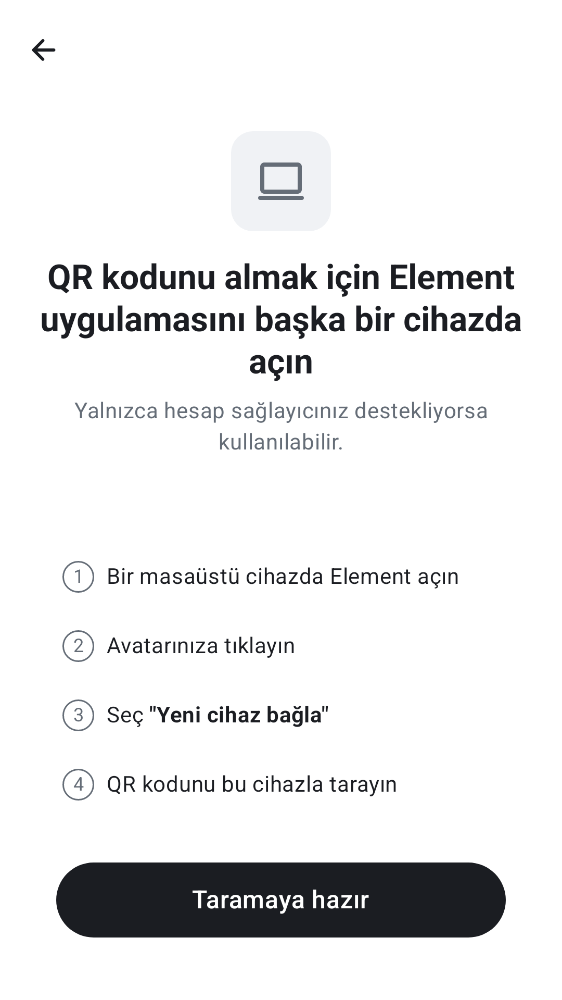 QR kodunu almak için Element
uygulamasını başka bir cihazda
açın
Yalnızca hesap sağlayıcınız destekliyorsa
kullanılabilir.
1 Bir masaüstü cihazda Element açın
2 Avatarınıza tıklayın
3 Seç "Yeni cihaz bağla"
4 QR kodunu bu cihazla tarayın
Taramaya hazır